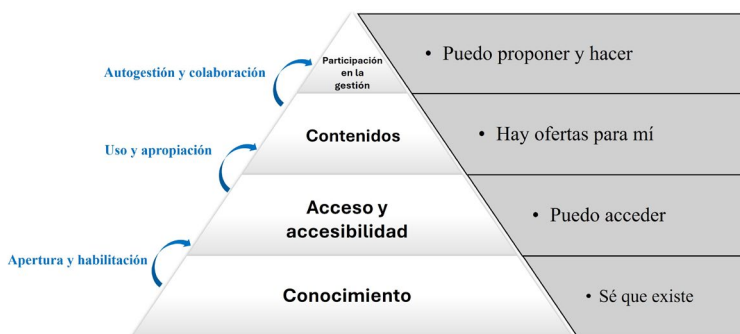 Participación
en la
gestión
• Puedo proponer y hacer
Autogestión y colaboración
Contenidos
• Hay ofertas para mí
Uso y apropiación
Acceso y
accesibilidad
• Puedo acceder
Apertura y habilitación
Conocimiento
• Sé que existe